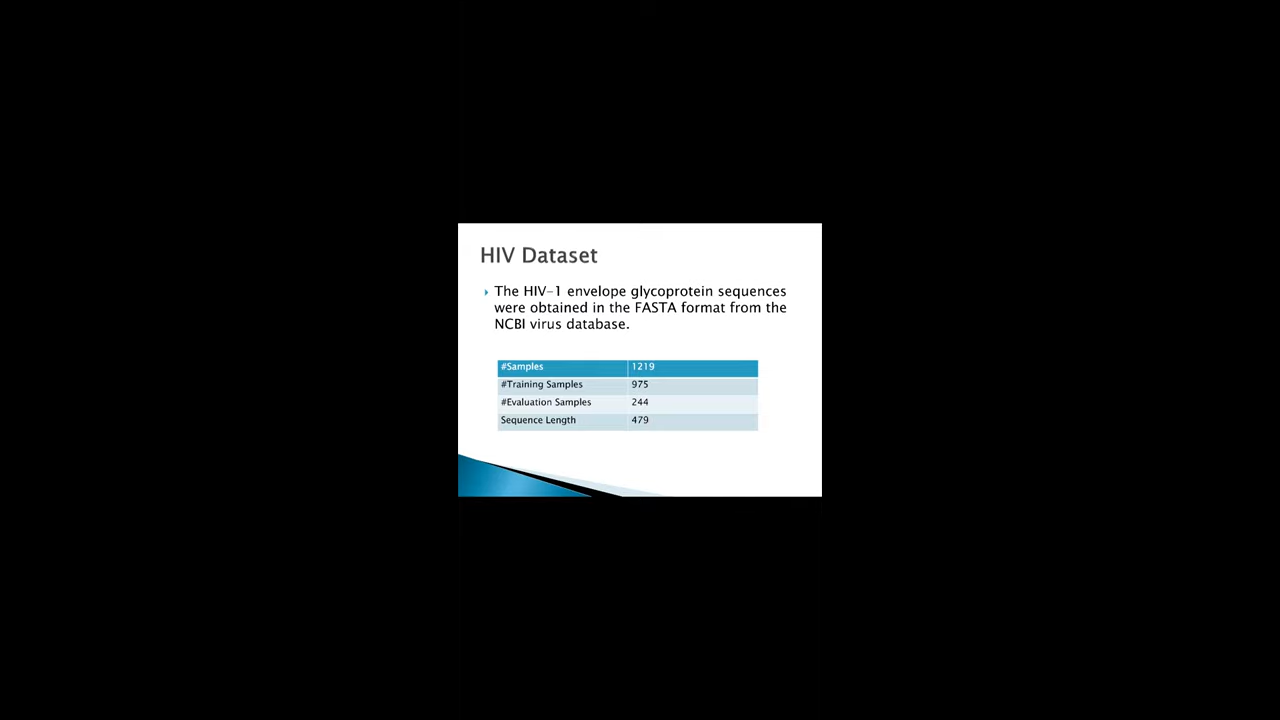 HIV Dataset
The HIV-1 envelope glycoprotein sequences
were obtained in the FASTA format from the
NCBI virus database.
#Samples 1219
#Training Samples 975
#Evaluation Samples 244
Sequence Length 479